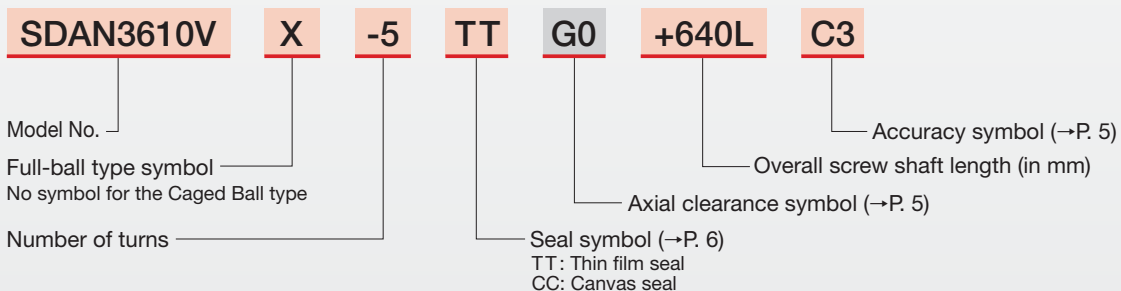 SDAN3610V X -5 TT G0 +640L C3
Model No.
Accuracy symbol (→P. 5)
Full-ball type symbol
Overall screw shaft length (in mm)
No symbol for the Caged Ball type
Axial clearance symbol (→P. 5)
Number of turns
Seal symbol (→P. 6)
TT: Thin film seal
CC: Canvas seal